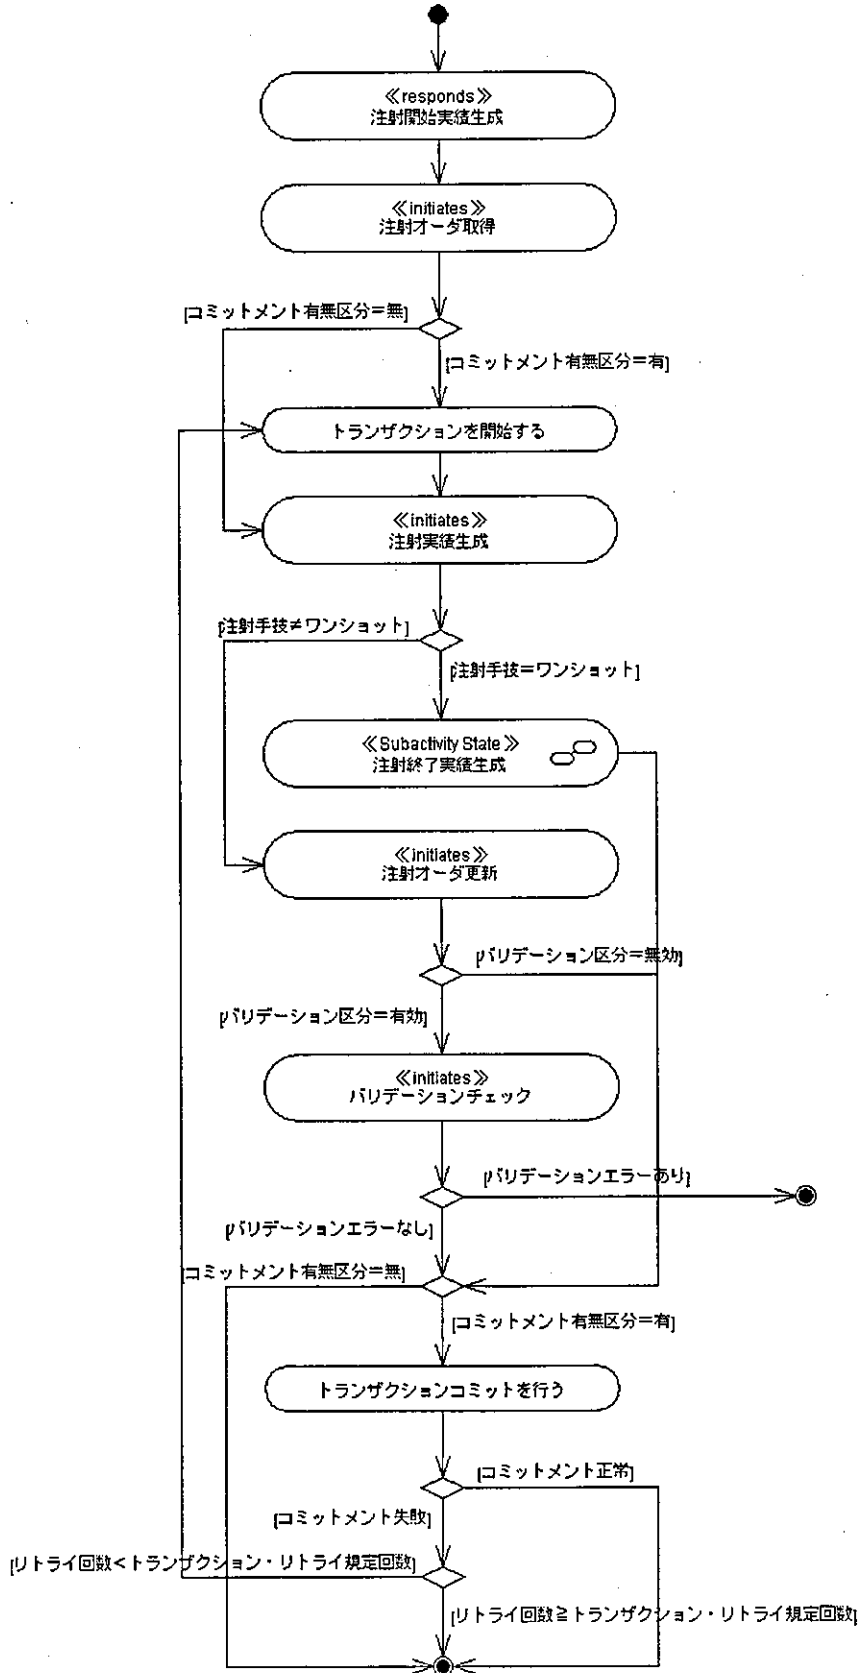 ≪responds≫
注射開始実績生成
≪initiates≫
注射オーダ取得
[コミットメント有無区分=無]
[コミットメント有無区分=有]
トランザクションを開始する
≪initiates≫
注射実績生成
[注射手技≠ワンショット]
[注射手技=ワンショット]
≪Subactivity State≫
注射終了実績生成
≪initiates≫
注射オーダ更新
[バリデーション区分=無効]
[バリデーション区分=有効]
≪initiates≫
バリデーションチェック
[バリデーションエラーあり]
[バリデーションエラーなし]
[コミットメント有無区分=無]
[コミットメント有無区分=有]
トランザクションコミットを行う
[コミットメント正常]
[コミットメント失敗]
[リトライ回数<トランザクション・リトライ規定回数]
[リトライ回数≧トランザクション・リトライ規定回数]